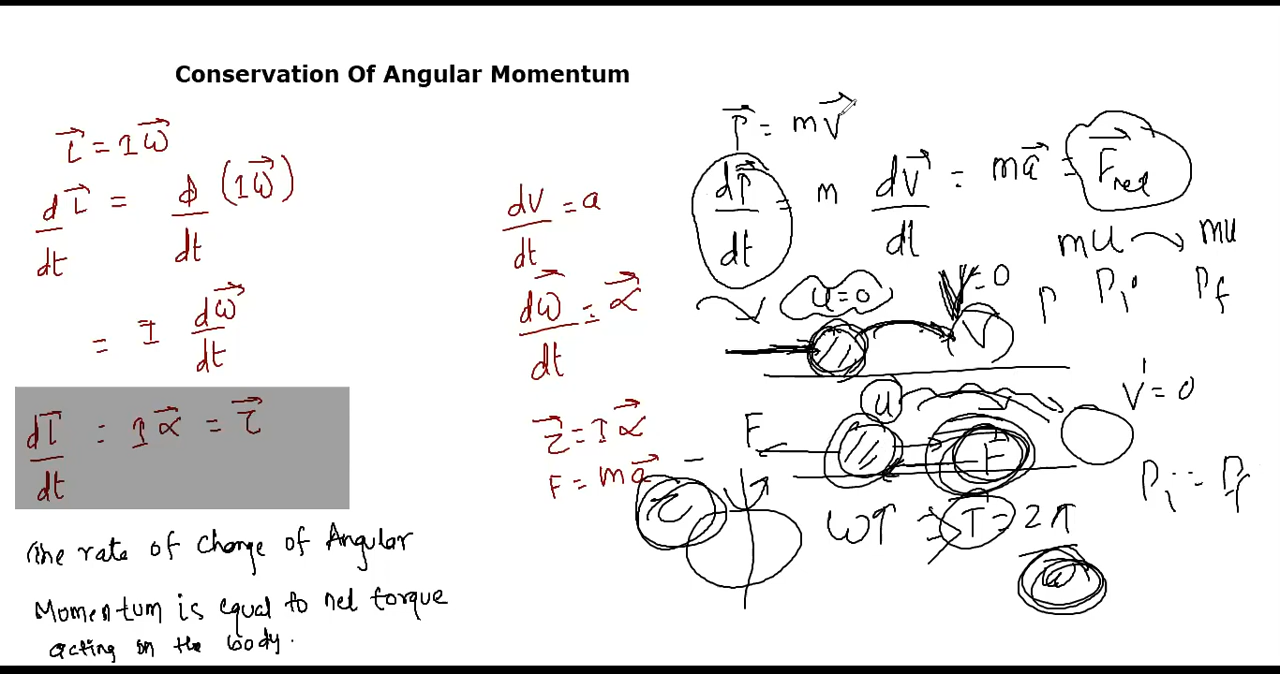 Conservation Of Angular Momentum
L⃗ = Iω⃗
dL⃗/dt = d/dt (Iω⃗)
= I dω⃗/dt
dL⃗/dt = Iα⃗ = τ⃗
The rate of change of Angular
Momentum is equal to net torque
acting on the body.
dv/dt = a
dω⃗/dt = α⃗
τ⃗ = Iα⃗
F = ma⃗
P⃗ = mv⃗
dP⃗/dt = m dv⃗/dt = ma⃗ = F⃗net
mu mu
u=0 V=0 P Pi Pf
V
u V' = 0
F F
Pi = Pf
τ
ω↑ = T = 2π
ω